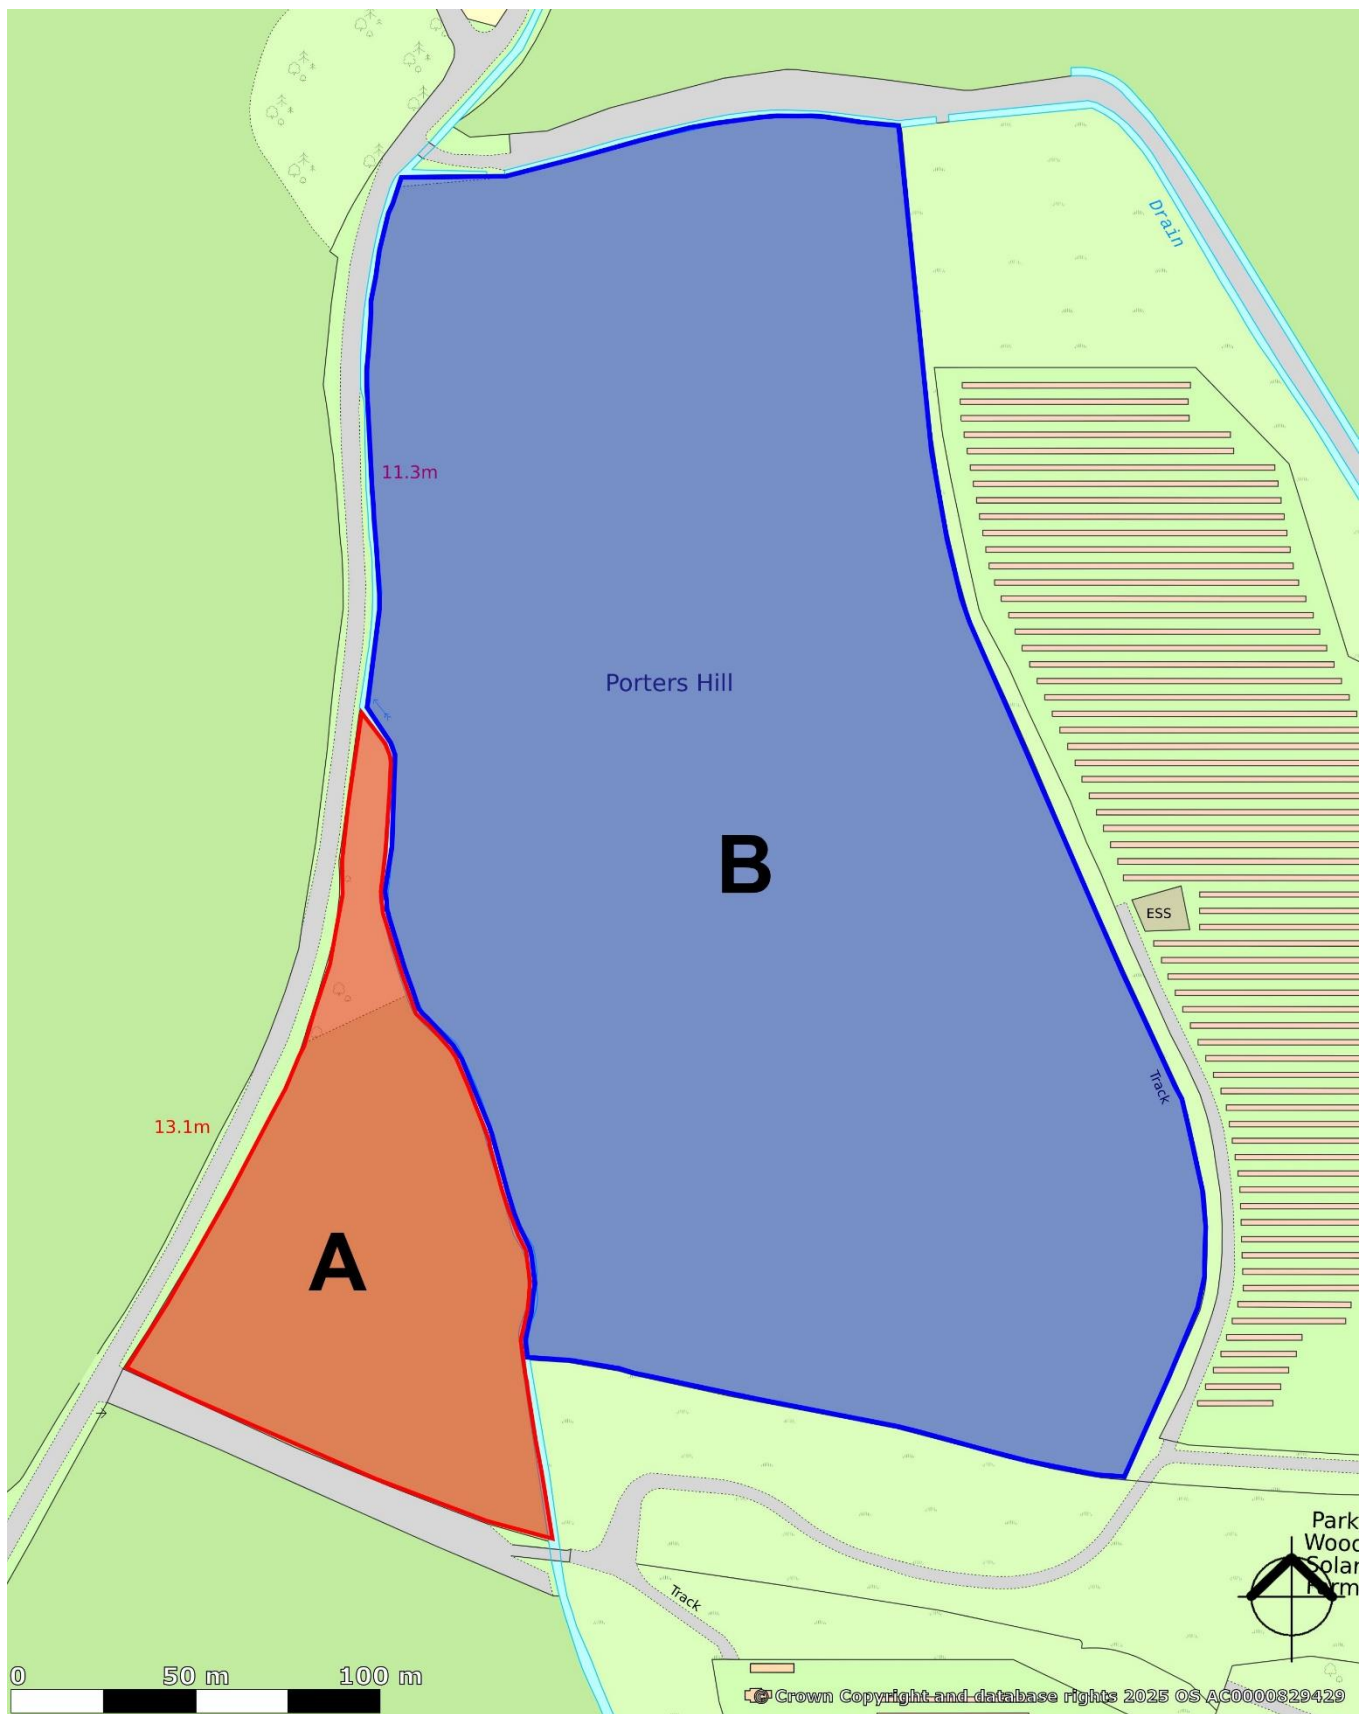 Drain
11.3m
Porters Hill
B
ESS
Track
13.1m
A
Park
Wood
Solar
Farm
Track
0 50 m 100 m
© Crown Copyright and database rights 2025 OS AC0000829429